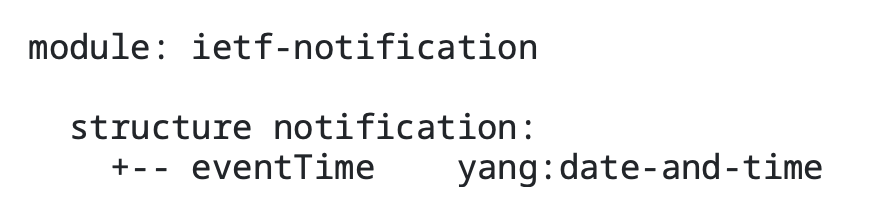 module: ietf-notification
structure notification:
+-- eventTime    yang:date-and-time